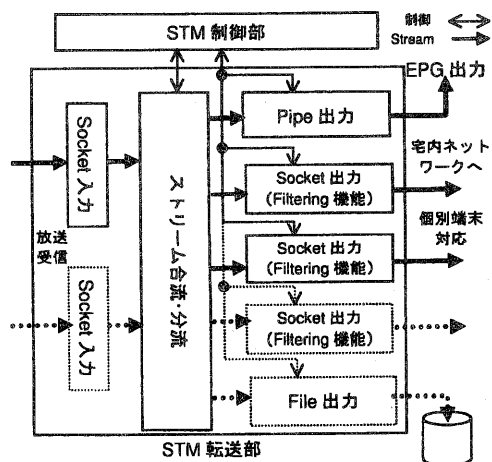 STM 制御部
制御
Stream
EPG 出力
Socket 入力
Pipe 出力
宅内ネット
ワークへ
Socket 出力
(Filtering 機能)
放送
受信
ストリーム合流・分流
個別端末
対応
Socket 出力
(Filtering 機能)
Socket 入力
Socket 出力
(Filtering 機能)
File 出力
STM 転送部